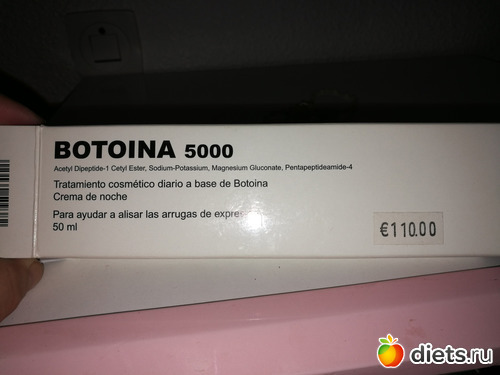 BOTOINA 5000
Acetyl Dipeptide-1 Cetyl Ester, Sodium-Potassium, Magnesium Gluconate, Pentapeptideamide-4
Tratamiento cosmético diario a base de Botoina
Crema de noche
Para ayudar a alisar las arrugas de
50 ml
€110.00
diets.ru